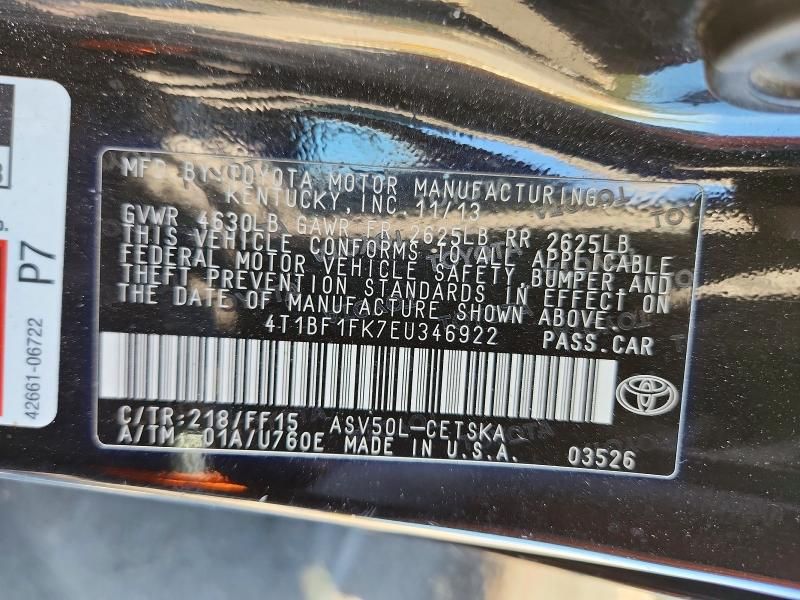 MFD BY: TOYOTA MOTOR MANUFACTURING,
KENTUCKY, INC. 11/13
GVWR 4630LB GAWR FR 2625LB RR 2625LB
THIS VEHICLE CONFORMS TO ALL APPLICABLE
FEDERAL MOTOR VEHICLE SAFETY, BUMPER AND
THEFT PREVENTION STANDARDS IN EFFECT ON
THE DATE OF MANUFACTURE SHOWN ABOVE.
4T1BF1FK7EU346922 PASS.CAR
C/TR:218/FF15 ASV50L-CETSKA
A/TM 01A/U760E MADE IN U.S.A. 03526
P7
42661-06722